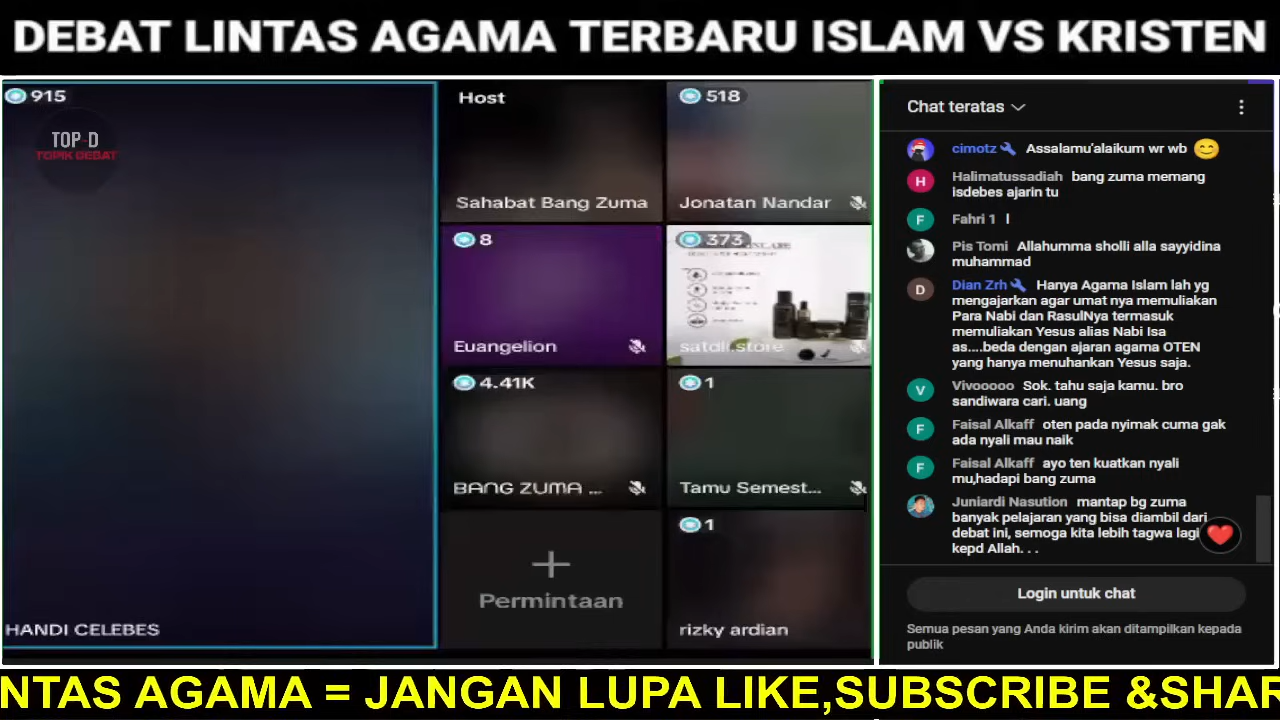 DEBAT LINTAS AGAMA TERBARU ISLAM VS KRISTEN
915
TOP-D
TOPIK DEBAT
HANDI CELEBES
Host
Sahabat Bang Zuma
518
Jonatan Nandar
8
Euangelion
373
satdli.store
4.41K
BANG ZUMA ...
1
Tamu Semest...
+
Permintaan
1
rizky ardian
Chat teratas
cimotz Assalamu'alaikum wr wb 😊
H
Halimatussadiah bang zuma memang
isdebes ajarin tu
F
Fahri 1 I
Pis Tomi Allahumma sholli alla sayyidina
muhammad
D
Dian Zrh Hanya Agama Islam lah yg
mengajarkan agar umat nya memuliakan
Para Nabi dan RasulNya termasuk
memuliakan Yesus alias Nabi Isa
as....beda dengan ajaran agama OTEN
yang hanya menuhankan Yesus saja.
V
Vivooooo Sok. tahu saja kamu. bro
sandiwara cari. uang
F
Faisal Alkaff oten pada nyimak cuma gak
ada nyali mau naik
F
Faisal Alkaff ayo ten kuatkan nyali
mu,hadapi bang zuma
Juniardi Nasution mantap bg zuma
banyak pelajaran yang bisa diambil dari
debat ini, semoga kita lebih tagwa lagi
kepd Allah. . .
Login untuk chat
Semua pesan yang Anda kirim akan ditampilkan kepada
publik
NTAS AGAMA = JANGAN LUPA LIKE,SUBSCRIBE &SHAR